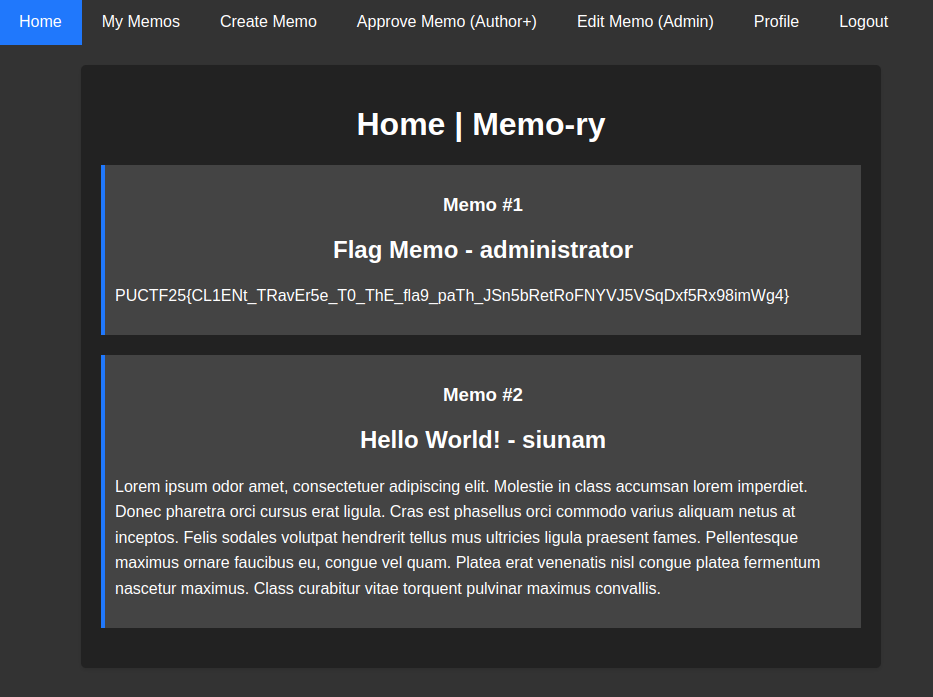 Home My Memos Create Memo Approve Memo (Author+) Edit Memo (Admin) Profile Logout
Home | Memo-ry
Memo #1
Flag Memo - administrator
PUCTF25{CL1ENt_TRavEr5e_T0_ThE_fla9_paTh_JSn5bRetRoFNYVJ5VSqDxf5Rx98imWg4}
Memo #2
Hello World! - siunam
Lorem ipsum odor amet, consectetuer adipiscing elit. Molestie in class accumsan lorem imperdiet.
Donec pharetra orci cursus erat ligula. Cras est phasellus orci commodo varius aliquam netus at
inceptos. Felis sodales volutpat hendrerit tellus mus ultricies ligula praesent fames. Pellentesque
maximus ornare faucibus eu, congue vel quam. Platea erat venenatis nisl congue platea fermentum
nascetur maximus. Class curabitur vitae torquent pulvinar maximus convallis.